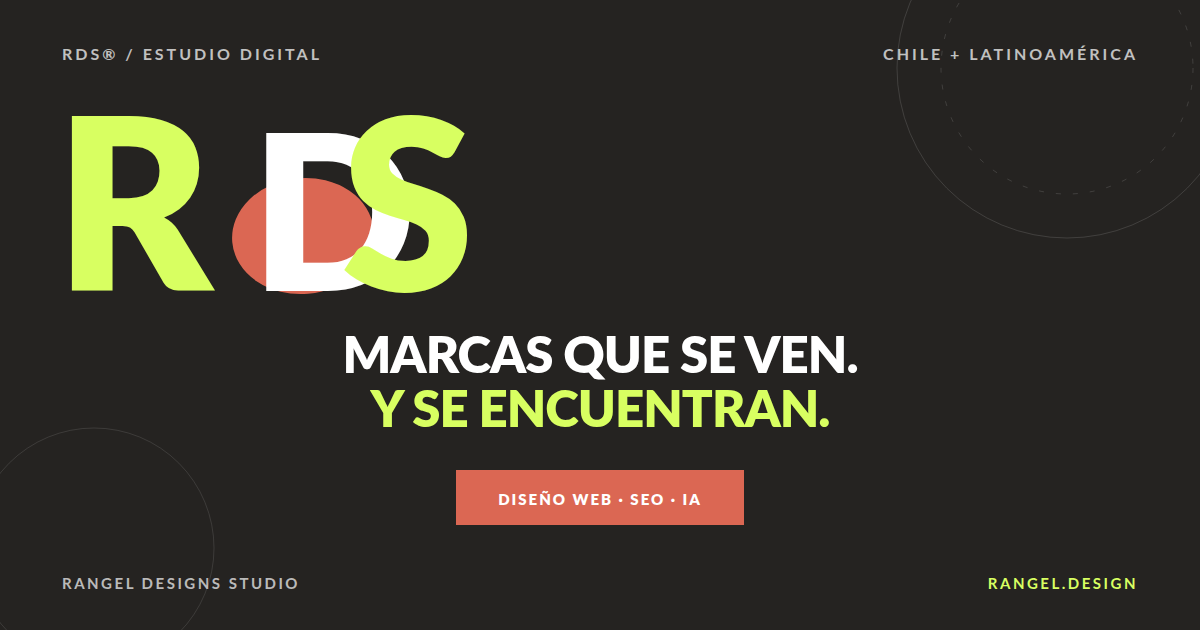 RDS® / ESTUDIO DIGITAL
CHILE + LATINOAMÉRICA
RDS
MARCAS QUE SE VEN.
Y SE ENCUENTRAN.
DISEÑO WEB · SEO · IA
RANGEL DESIGNS STUDIO
RANGEL.DESIGN